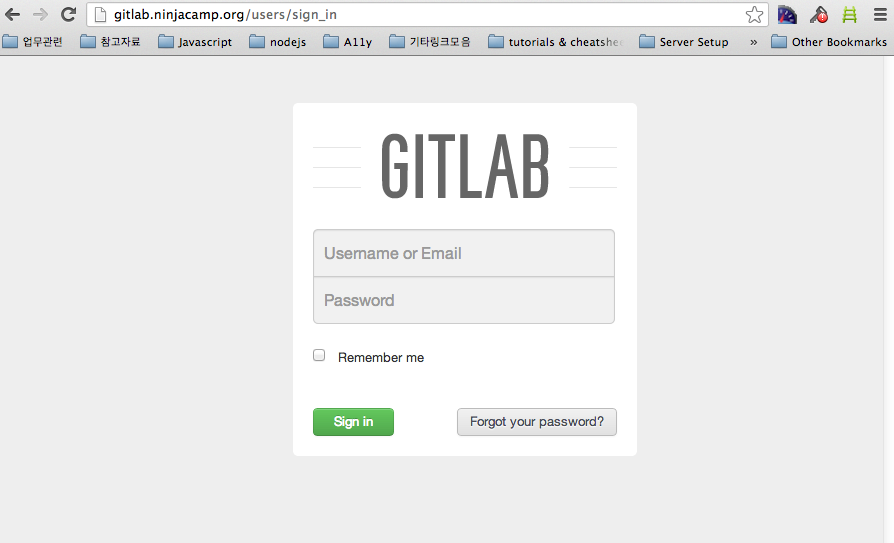 gitlab.ninjacamp.org/users/sign_in
업무관련 참고자료 Javascript nodejs A11y 기타링크모음 tutorials & cheatshe Server Setup » Other Bookmarks
GITLAB
Username or Email
Password
Remember me
Sign in Forgot your password?